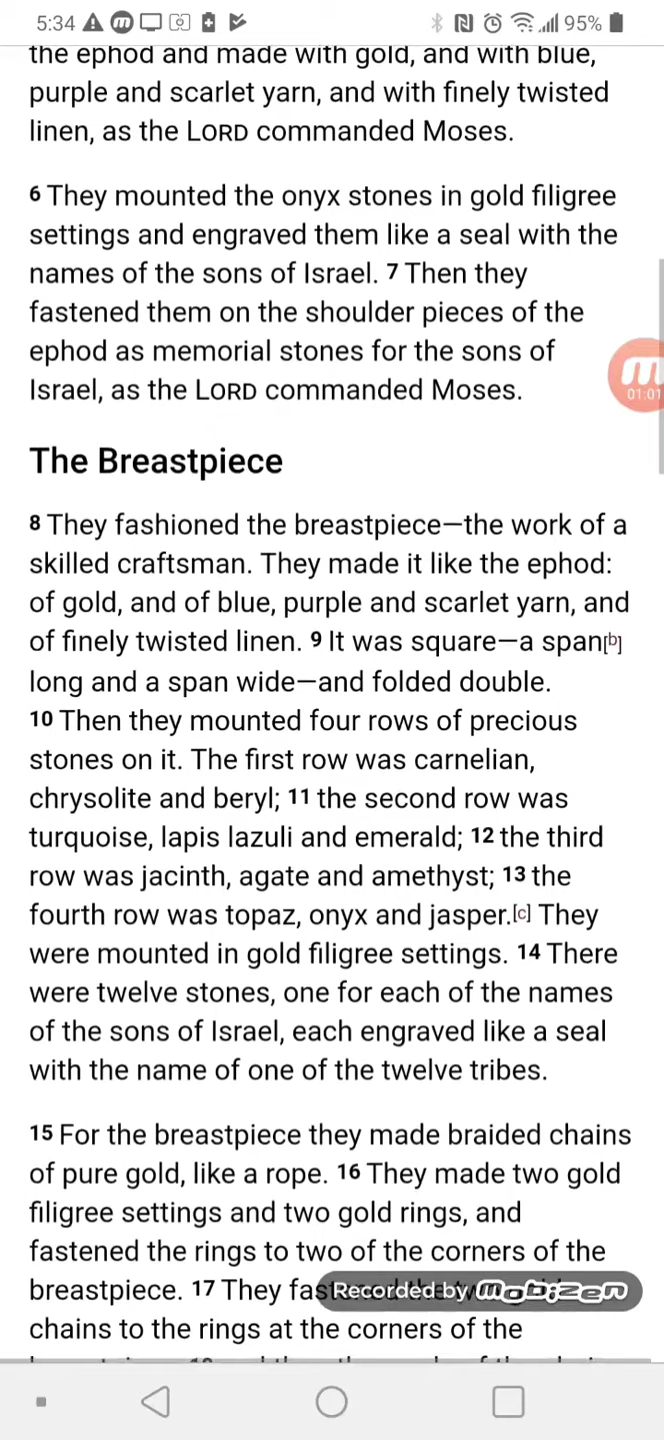 5:34
95%
the ephod and made with gold, and with blue,
purple and scarlet yarn, and with finely twisted
linen, as the LORD commanded Moses.
6 They mounted the onyx stones in gold filigree
settings and engraved them like a seal with the
names of the sons of Israel. 7 Then they
fastened them on the shoulder pieces of the
ephod as memorial stones for the sons of
Israel, as the LORD commanded Moses.
m
01:01
The Breastpiece
8 They fashioned the breastpiece—the work of a
skilled craftsman. They made it like the ephod:
of gold, and of blue, purple and scarlet yarn, and
of finely twisted linen. 9 It was square—a span[b]
long and a span wide—and folded double.
10 Then they mounted four rows of precious
stones on it. The first row was carnelian,
chrysolite and beryl; 11 the second row was
turquoise, lapis lazuli and emerald; 12 the third
row was jacinth, agate and amethyst; 13 the
fourth row was topaz, onyx and jasper.[c] They
were mounted in gold filigree settings. 14 There
were twelve stones, one for each of the names
of the sons of Israel, each engraved like a seal
with the name of one of the twelve tribes.
15 For the breastpiece they made braided chains
of pure gold, like a rope. 16 They made two gold
filigree settings and two gold rings, and
fastened the rings to two of the corners of the
breastpiece. 17 They
Recorded by mobizen
chains to the rings at the corners of the